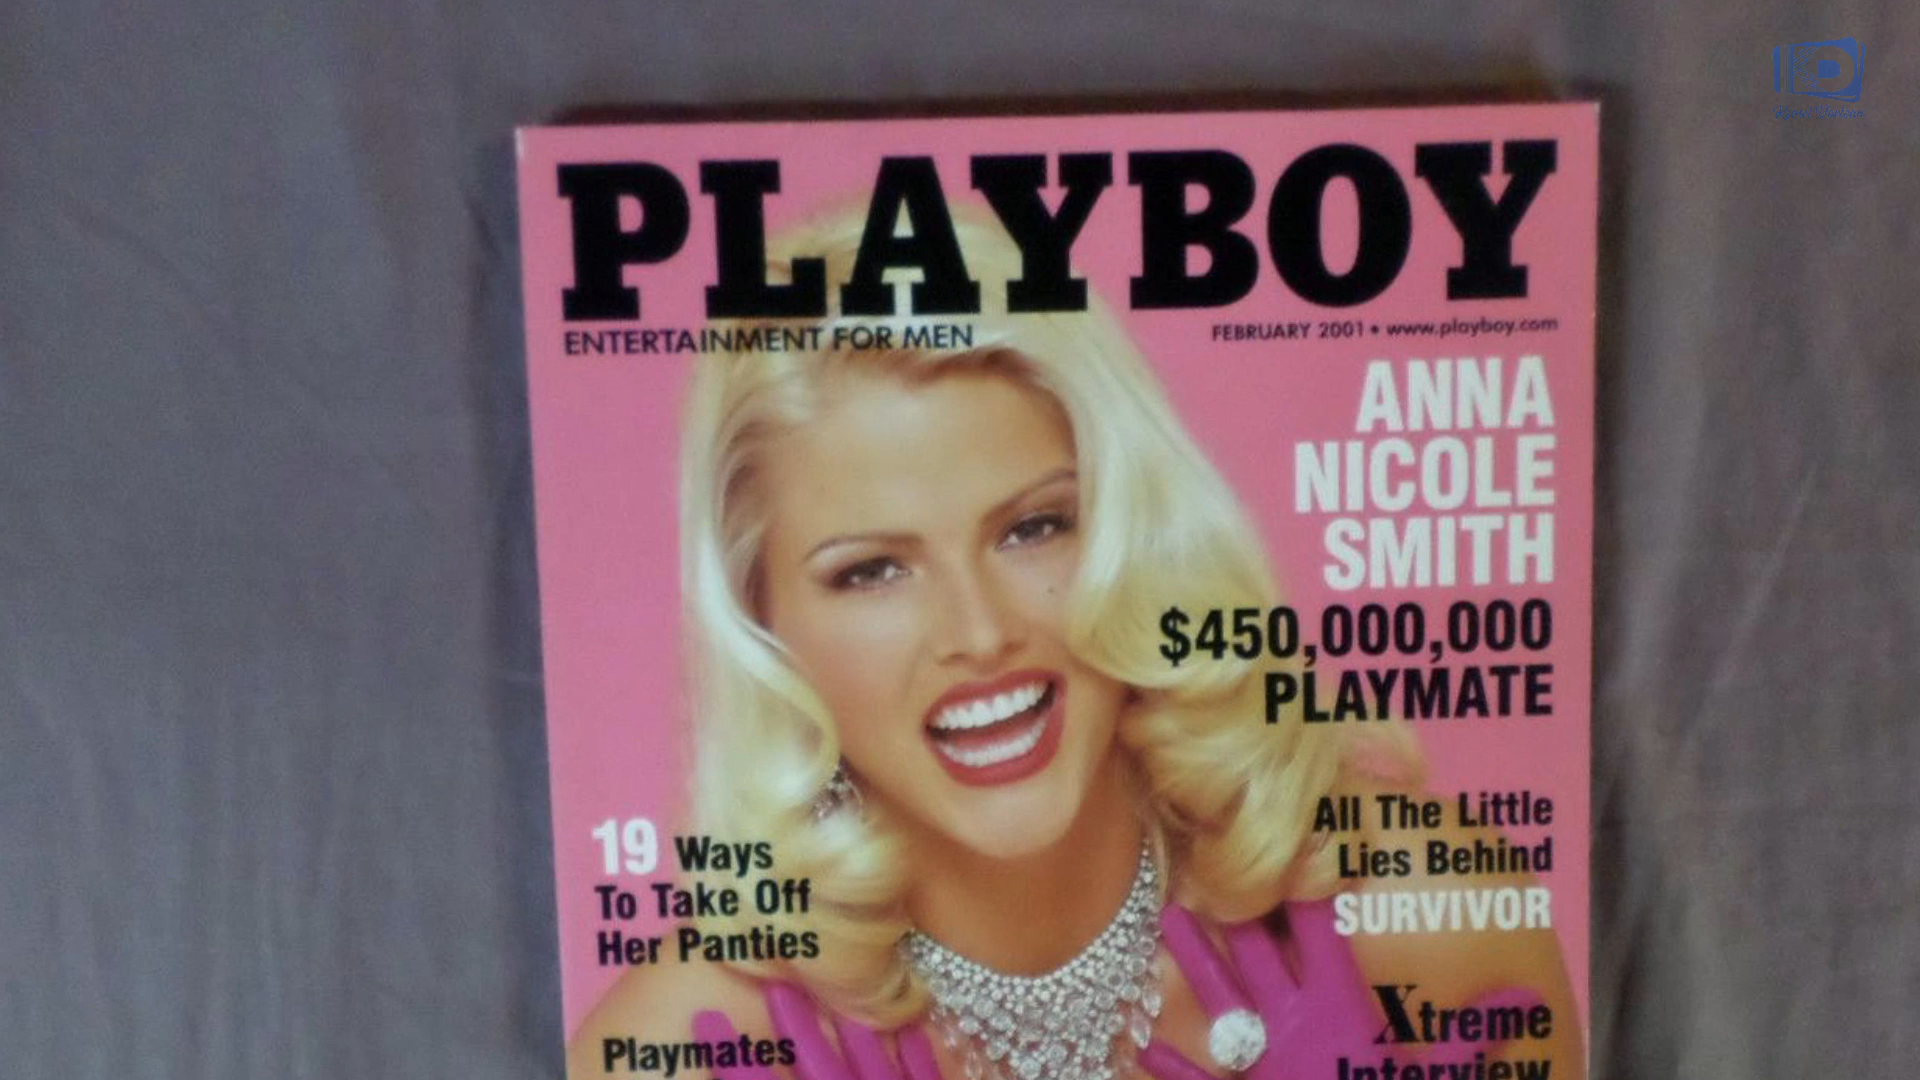 PLAYBOY
ENTERTAINMENT FOR MEN
FEBRUARY 2001 • www.playboy.com
ANNA
NICOLE
SMITH
$450,000,000
PLAYMATE
All The Little
Lies Behind
SURVIVOR
19 Ways
To Take Off
Her Panties
Xtreme
Interview
Playmates